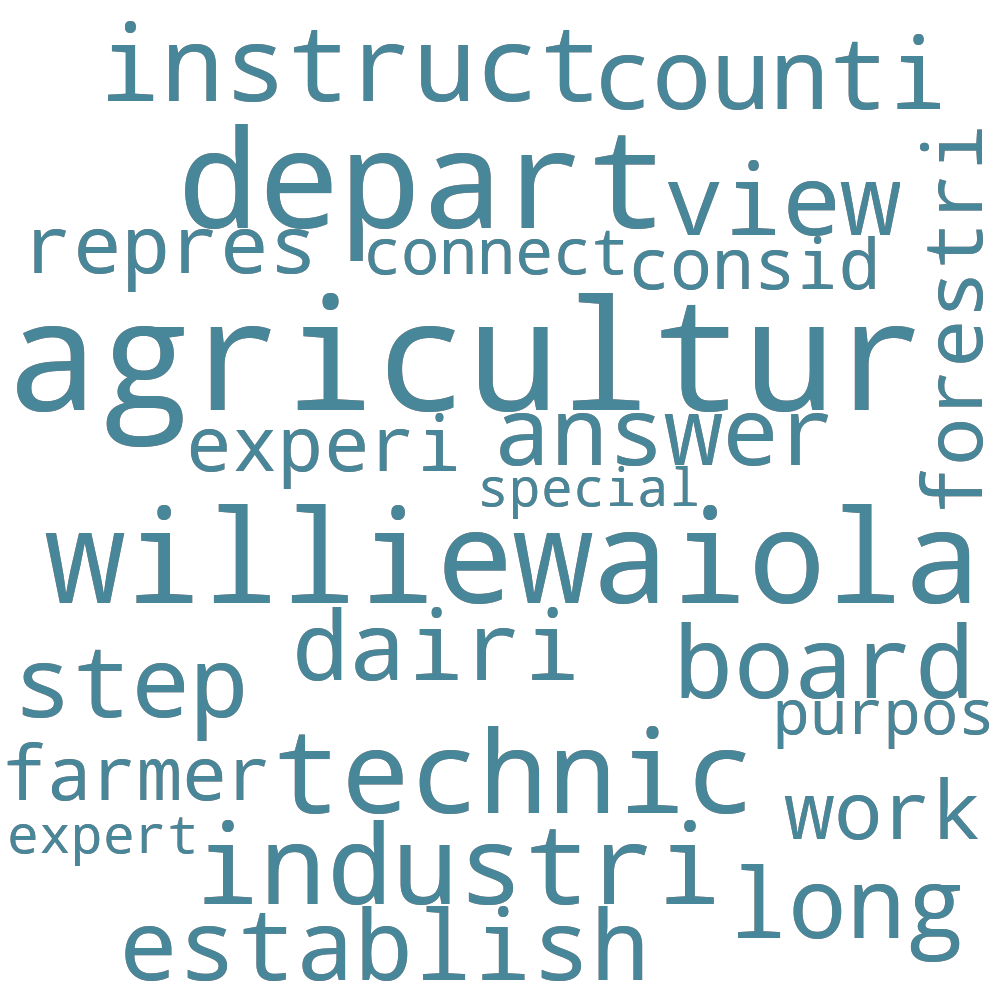 instruct
counti
depart
view
forestri
repres
connect
consid
agricultur
experi
answer
special
williewaiola
dairi
board
step
purpos
farmer
technic
work
expert
industri
long
establish